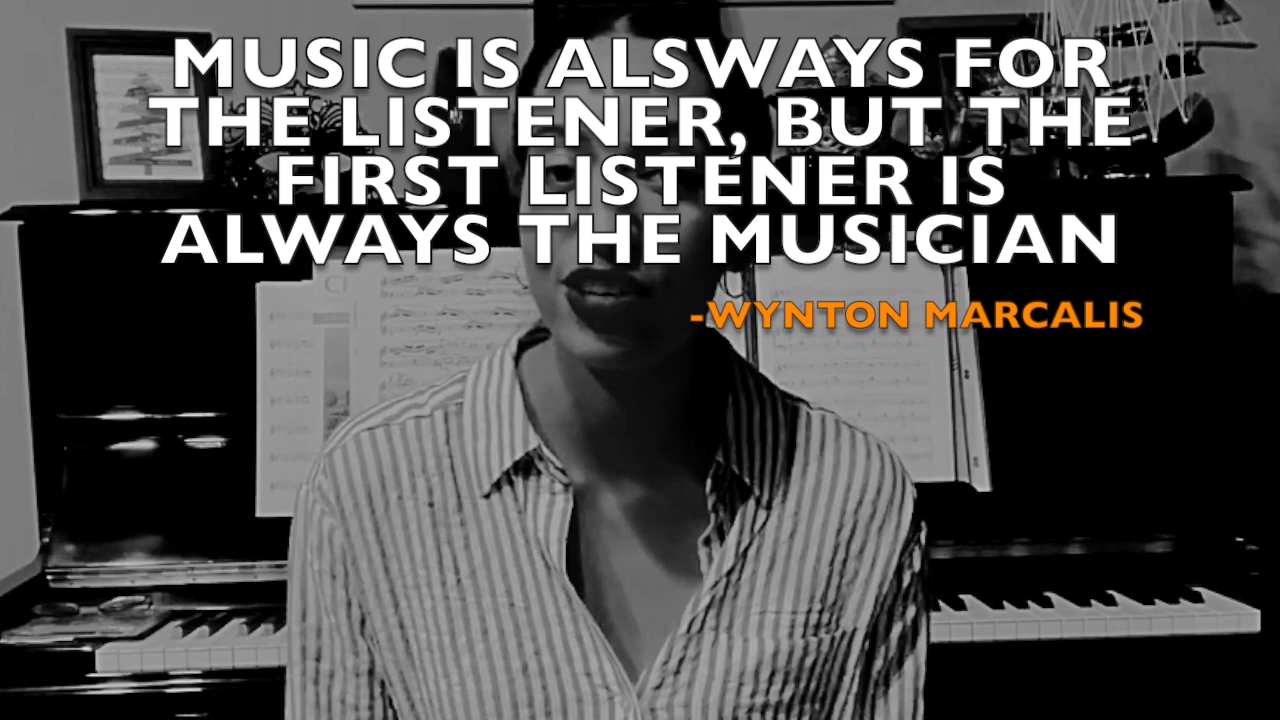 MUSIC IS ALSWAYS FOR
THE LISTENER, BUT THE
FIRST LISTENER IS
ALWAYS THE MUSICIAN
-WYNTON MARCALIS